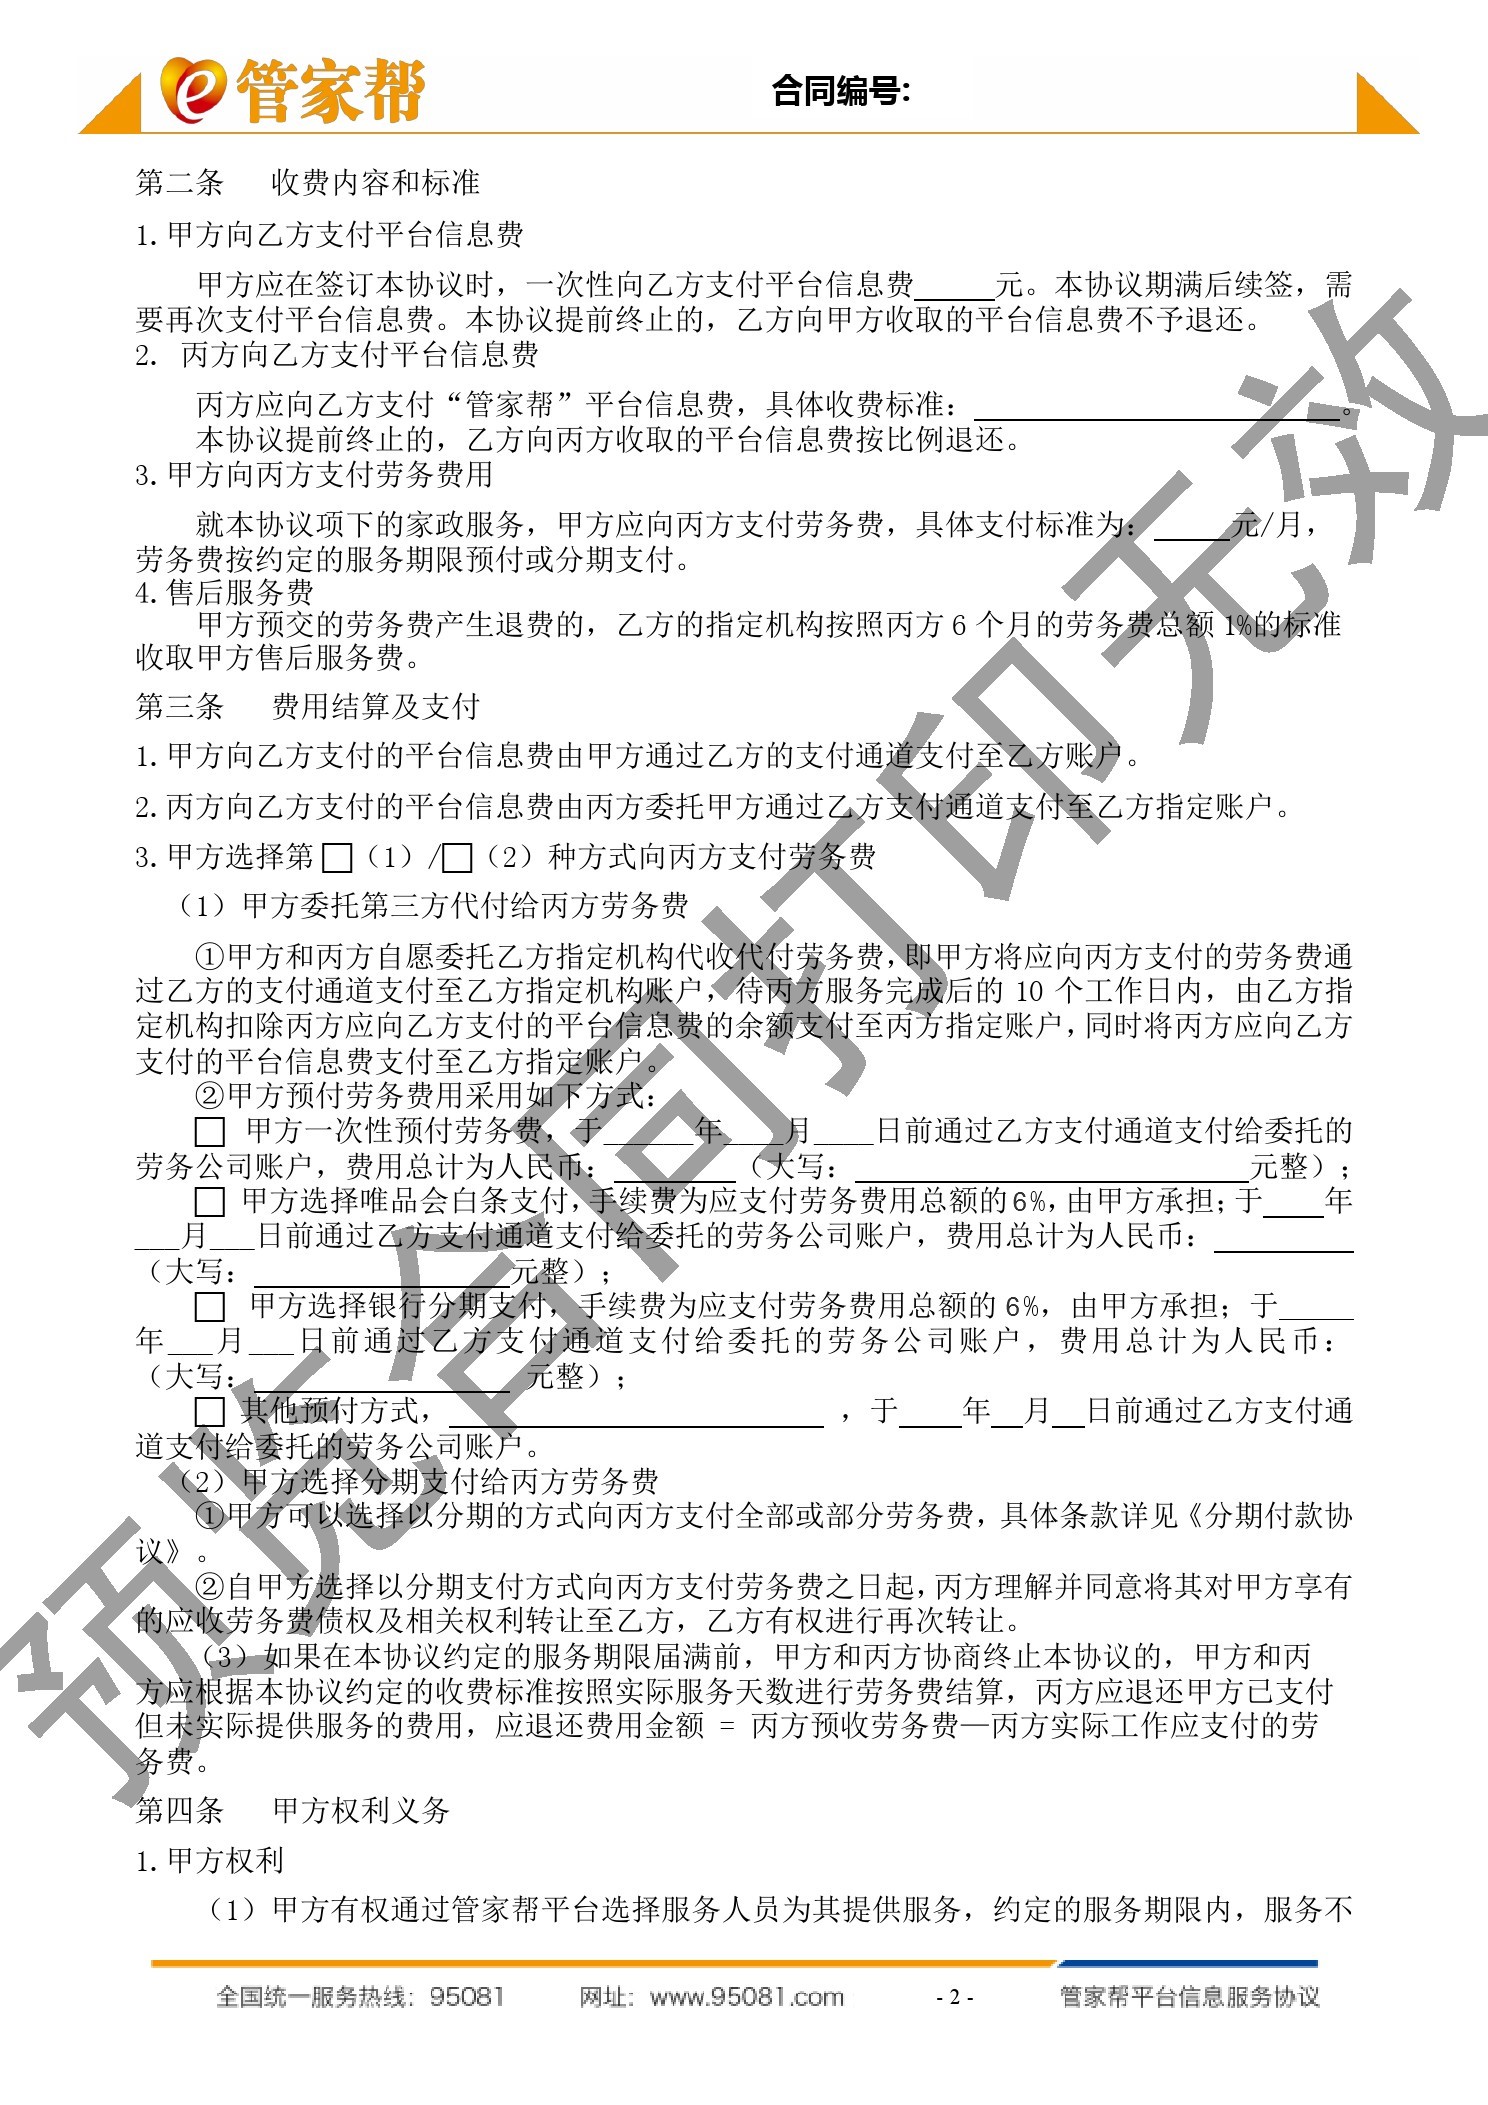 管家帮
合同编号:
第二条 收费内容和标准
1.甲方向乙方支付平台信息费
甲方应在签订本协议时，一次性向乙方支付平台信息费_____元。本协议期满后续签，需
要再次支付平台信息费。本协议提前终止的，乙方向甲方收取的平台信息费不予退还。
2. 丙方向乙方支付平台信息费
丙方应向乙方支付“管家帮”平台信息费，具体收费标准：________________________。
本协议提前终止的，乙方向丙方收取的平台信息费按比例退还。
3.甲方向丙方支付劳务费用
就本协议项下的家政服务，甲方应向丙方支付劳务费，具体支付标准为：_____元/月，
劳务费按约定的服务期限预付或分期支付。
4.售后服务费
甲方预交的劳务费产生退费的，乙方的指定机构按照丙方 6 个月的劳务费总额 1%的标准
收取甲方售后服务费。
第三条 费用结算及支付
1.甲方向乙方支付的平台信息费由甲方通过乙方的支付通道支付至乙方账户。
2.丙方向乙方支付的平台信息费由丙方委托甲方通过乙方支付通道支付至乙方指定账户。
3.甲方选择第□（1）/□（2）种方式向丙方支付劳务费
（1）甲方委托第三方代付给丙方劳务费
①甲方和丙方自愿委托乙方指定机构代收代付劳务费，即甲方将应向丙方支付的劳务费通
过乙方的支付通道支付至乙方指定机构账户，待丙方服务完成后的 10 个工作日内，由乙方指
定机构扣除丙方应向乙方支付的平台信息费的余额支付至丙方指定账户，同时将丙方应向乙方
支付的平台信息费支付至乙方指定账户。
②甲方预付劳务费用采用如下方式：
□ 甲方一次性预付劳务费，于______年____月____日前通过乙方支付通道支付给委托的
劳务公司账户，费用总计为人民币：________（大写：__________________________元整）；
□ 甲方选择唯品会白条支付，手续费为应支付劳务费用总额的6%，由甲方承担；于____年
___月___日前通过乙方支付通道支付给委托的劳务公司账户，费用总计为人民币：_________
（大写：_________________元整）；
□ 甲方选择银行分期支付，手续费为应支付劳务费用总额的 6%，由甲方承担；于_____
年___月___日前通过乙方支付通道支付给委托的劳务公司账户，费用总计为人民币：
（大写：_________________ 元整）；
□ 其他预付方式，_________________________ ，于____年__月__日前通过乙方支付通
道支付给委托的劳务公司账户。
（2）甲方选择分期支付给丙方劳务费
①甲方可以选择以分期的方式向丙方支付全部或部分劳务费，具体条款详见《分期付款协
议》。
②自甲方选择以分期支付方式向丙方支付劳务费之日起，丙方理解并同意将其对甲方享有
的应收劳务费债权及相关权利转让至乙方，乙方有权进行再次转让。
（3）如果在本协议约定的服务期限届满前，甲方和丙方协商终止本协议的，甲方和丙
方应根据本协议约定的收费标准按照实际服务天数进行劳务费结算，丙方应退还甲方已支付
但未实际提供服务的费用，应退还费用金额 = 丙方预收劳务费—丙方实际工作应支付的劳
务费。
第四条 甲方权利义务
1.甲方权利
（1）甲方有权通过管家帮平台选择服务人员为其提供服务，约定的服务期限内，服务不
全国统一服务热线：95081 网址：www.95081.com - 2 - 管家帮平台信息服务协议
预览合同打印无效